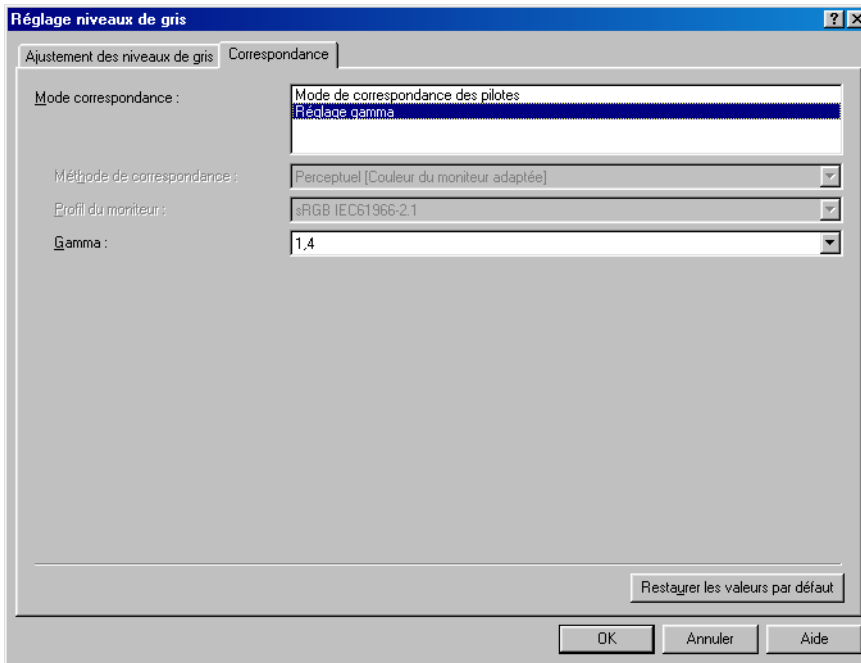 Réglage niveaux de gris
Ajustement des niveaux de gris
Correspondance
Mode correspondance :
Mode de correspondance des pilotes
Réglage gamma
Méthode de correspondance :
Perceptuel [Couleur du moniteur adaptée]
Profil du moniteur :
sRGB IEC61966-2.1
Gamma :
1,4
Restaurer les valeurs par défaut
OK
Annuler
Aide